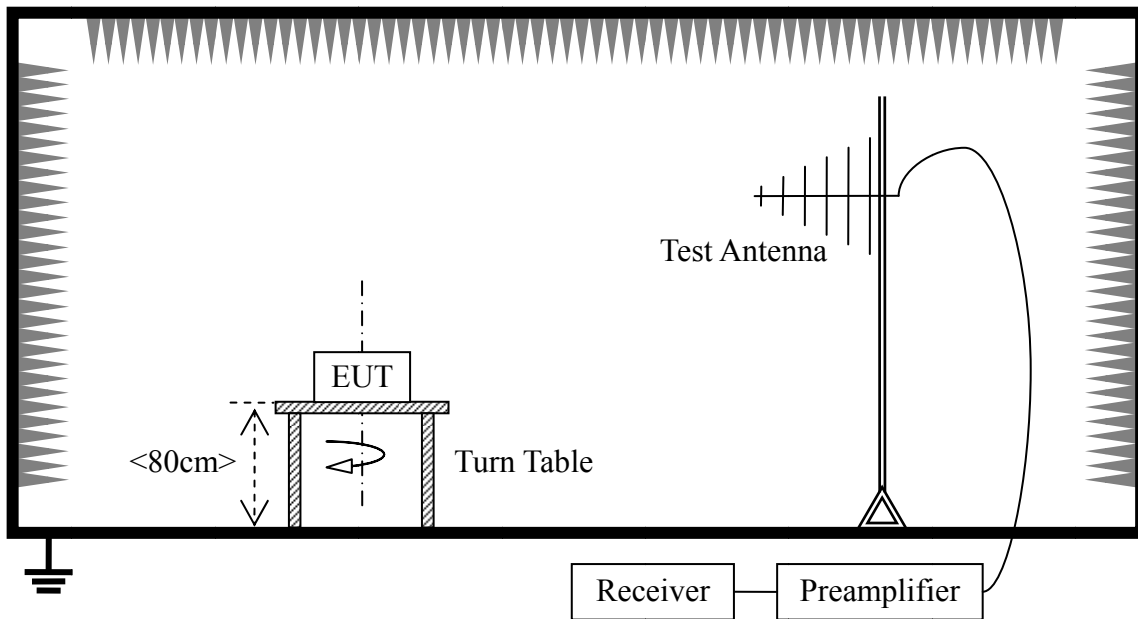 Test Antenna
EUT
<80cm>
Turn Table
Receiver
Preamplifier